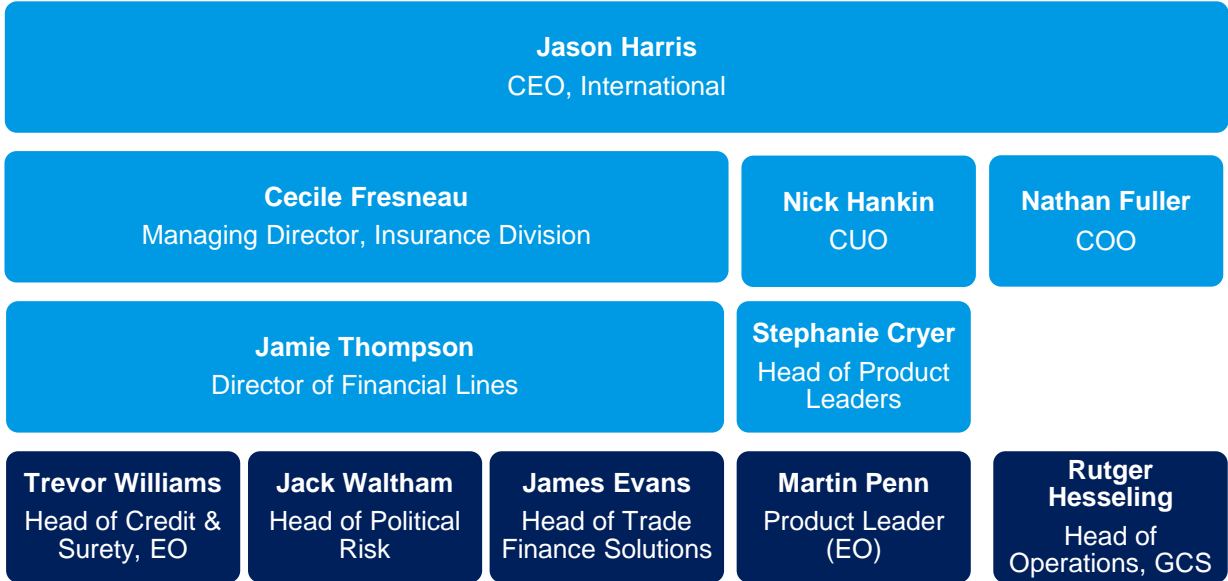 Jason Harris
CEO, International
Cecile Fresneau
Managing Director, Insurance Division
Nick Hankin
CUO
Nathan Fuller
COO
Jamie Thompson
Director of Financial Lines
Stephanie Cryer
Head of Product
Leaders
Trevor Williams
Head of Credit &
Surety, EO
Jack Waltham
Head of Political
Risk
James Evans
Head of Trade
Finance Solutions
Martin Penn
Product Leader
(EO)
Rutger
Hesseling
Head of
Operations, GCS